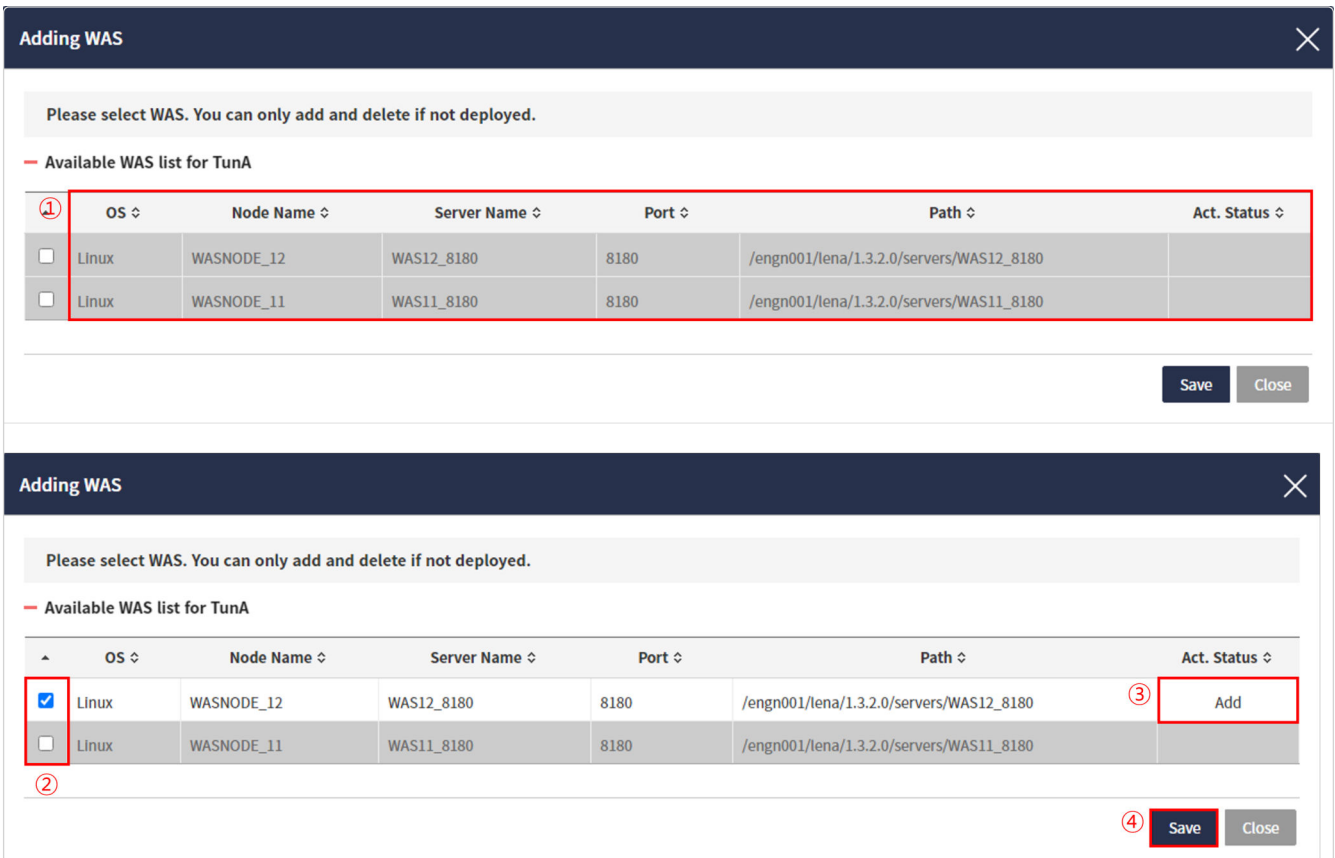 Adding WAS
Please select WAS. You can only add and delete if not deployed.
Available WAS list for TunA
① OS Node Name Server Name Port Path Act. Status
Linux WASNODE_12 WAS12_8180 8180 /engn001/lena/1.3.2.0/servers/WAS12_8180
Linux WASNODE_11 WAS11_8180 8180 /engn001/lena/1.3.2.0/servers/WAS11_8180
Save Close
Adding WAS
Please select WAS. You can only add and delete if not deployed.
Available WAS list for TunA
OS Node Name Server Name Port Path Act. Status
Linux WASNODE_12 WAS12_8180 8180 /engn001/lena/1.3.2.0/servers/WAS12_8180 ③ Add
Linux WASNODE_11 WAS11_8180 8180 /engn001/lena/1.3.2.0/servers/WAS11_8180
②
④ Save Close